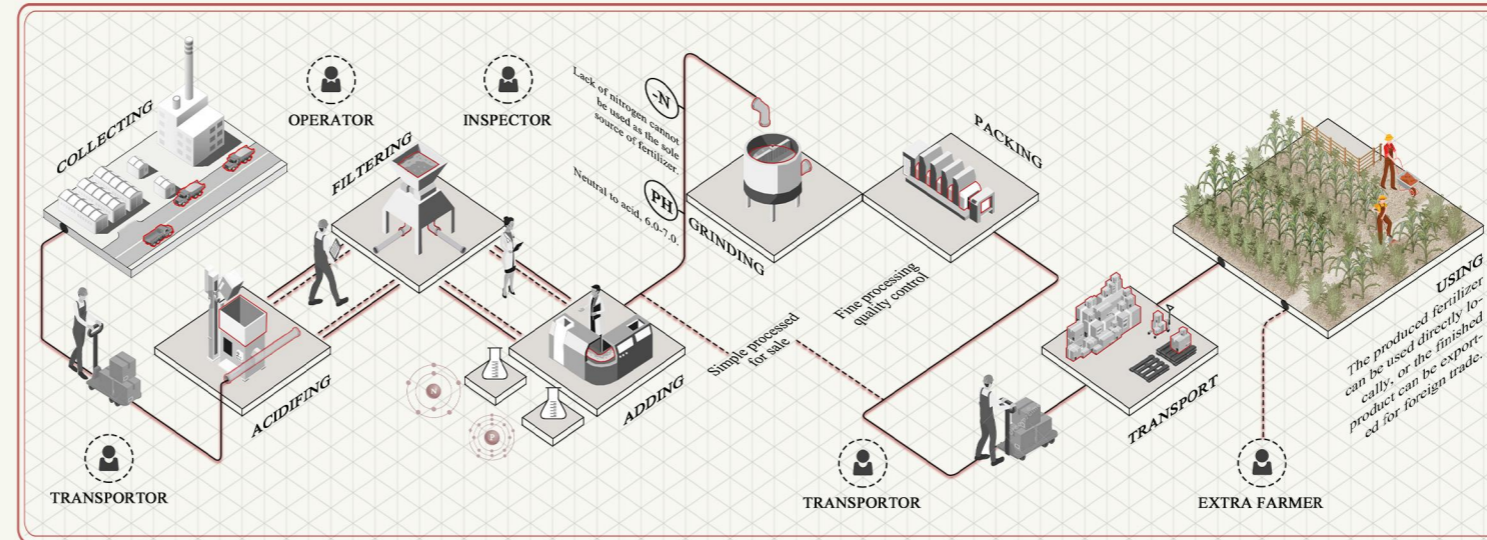 COLLECTING
OPERATOR
INSPECTOR
FILTERING
Lack of nitrogen cannot
be used as the sole
source of fertilizer.
-N
Neutral to acid, 6.0-7.0.
PH
GRINDING
PACKING
ACIDIFING
ADDING
Simple processed
for sale
Fine processing
quality control
TRANSPORT
USING
The produced fertilizer
can be used directly lo-
cally, or the finished
product can be export-
ed for foreign trade.
TRANSPORTOR
P
TRANSPORTOR
EXTRA FARMER